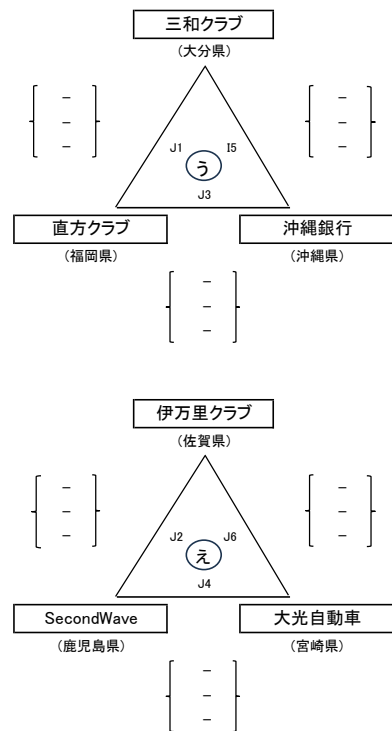 三和クラブ
(大分県)
- -
- -
- -
J1 I5
う
J3
直方クラブ 沖縄銀行
(福岡県) (沖縄県)
-
-
-
伊万里クラブ
(佐賀県)
- -
- -
- -
J2 J6
え
J4
SecondWave 大光自動車
(鹿児島県) (宮崎県)
-
-
-